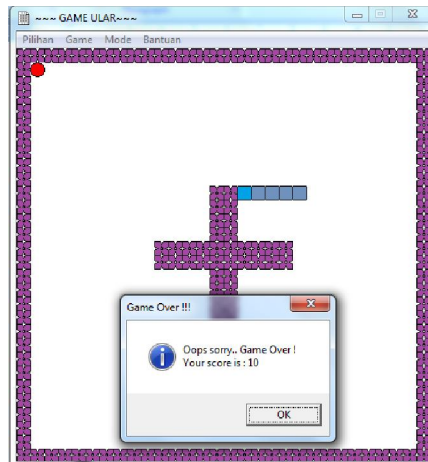 ~~~ GAME ULAR~~~
Pilihan Game Mode Bantuan
Game Over !!!
Oops sorry.. Game Over !
Your score is : 10
OK